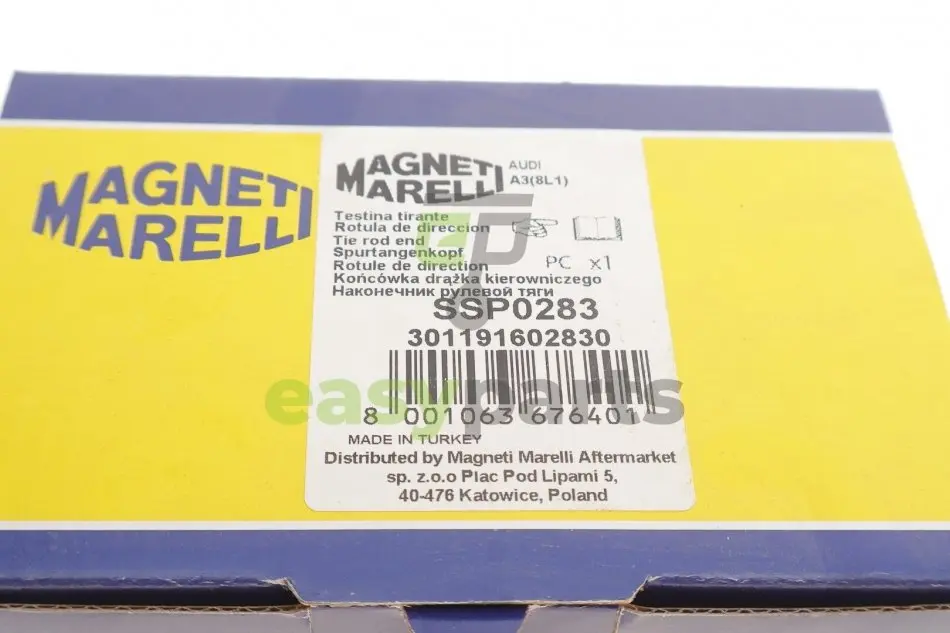 MAGNETI
MARELLI
MAGNETI
MARELLI
AUDI
A3(8L1)
Testina tirante
Rotula de direccion
Tie rod end
Spurtangenkopf
Rotule de direction
PC x1
Końcówka drążka kierowniczego
Наконечник рулевой тяги
SSP0283
301191602830
8 001063 676401
easyparts
MADE IN TURKEY
Distributed by Magneti Marelli Aftermarket
sp. z.o.o Plac Pod Lipami 5,
40-476 Katowice, Poland